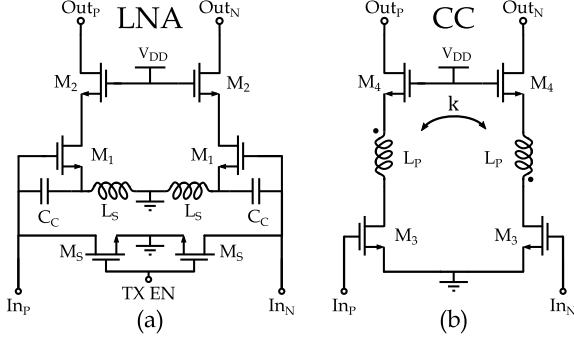 Out_P LNA Out_N
V_DD
M_2 M_2
M_1 M_1
C_C L_S L_S C_C
M_S M_S
In_P TX EN In_N
(a)
Out_P CC Out_N
V_DD
M_4 M_4
k
L_P L_P
M_3 M_3
In_P In_N
(b)